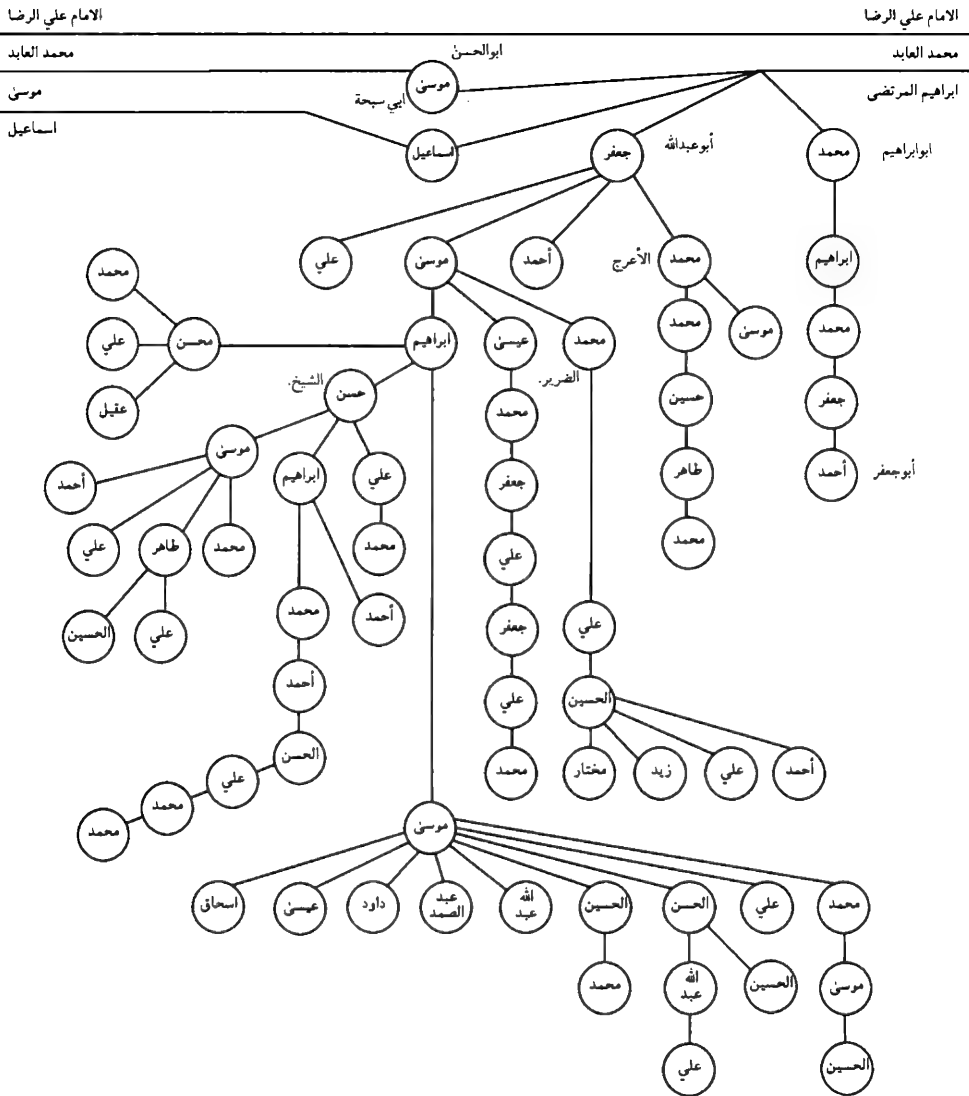 الامام علي الرضا
الامام علي الرضا
محمد العابد
ابوالحسن
محمد العابد
ابراهيم المرتضى
موسىٰ
ابي سبحة
موسىٰ
اسماعيل
ابوابراهيم
محمد
أبوعبدالله
جعفر
اسماعيل
ابراهيم
محمد
الأعرج
أحمد
موسىٰ
علي
محمد
محمد
موسىٰ
محمد
محمد
عيسىٰ
ابراهيم
محسن
علي
الضرير.
الشيخ.
جعفر
حسين
حسن
عقيل
محمد
موسىٰ
أبوجعفر
أحمد
طاهر
جعفر
علي
ابراهيم
أحمد
محمد
علي
محمد
محمد
طاهر
علي
علي
جعفر
أحمد
محمد
علي
الحسين
الحسين
علي
أحمد
أحمد
علي
زيد
مختار
محمد
الحسن
علي
محمد
محمد
موسىٰ
محمد
علي
الحسن
الحسين
الله
عبد
عبد
الصمد
داود
عيسىٰ
اسحاق
موسىٰ
الحسين
الله
عبد
محمد
الحسين
علي